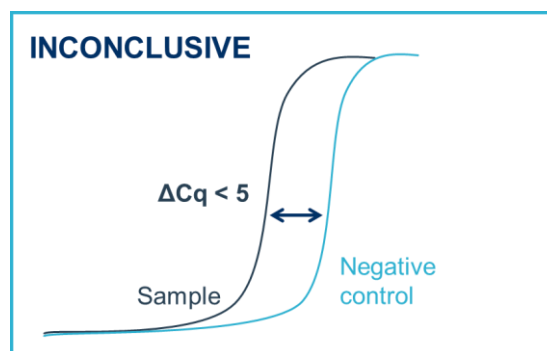 INCONCLUSIVE
ΔCq < 5
Sample
Negative
control